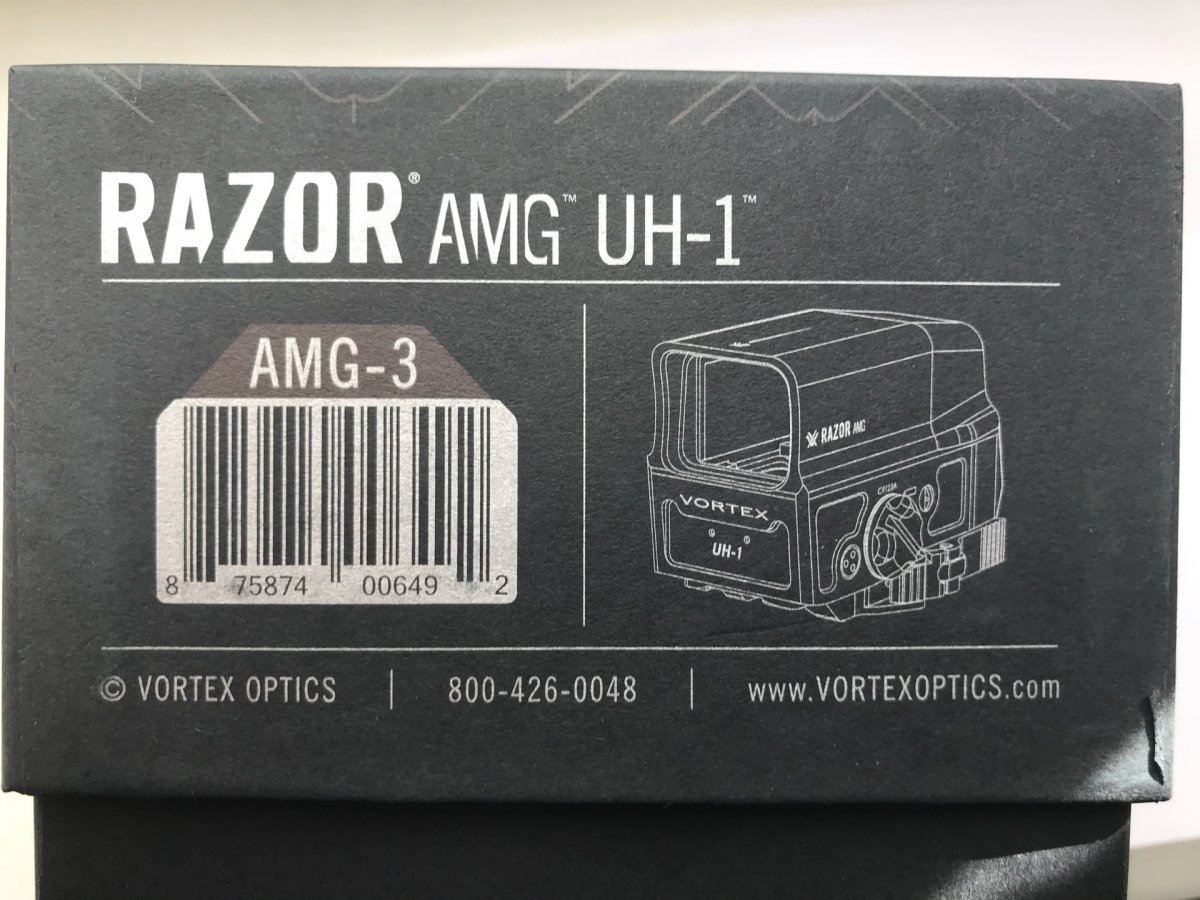 RAZOR® AMG™ UH-1™
AMG-3
8 75874 00649 2
RAZOR AMG
CR123A
VORTEX
UH-1
© VORTEX OPTICS | 800-426-0048 | www.VORTEXOPTICS.com